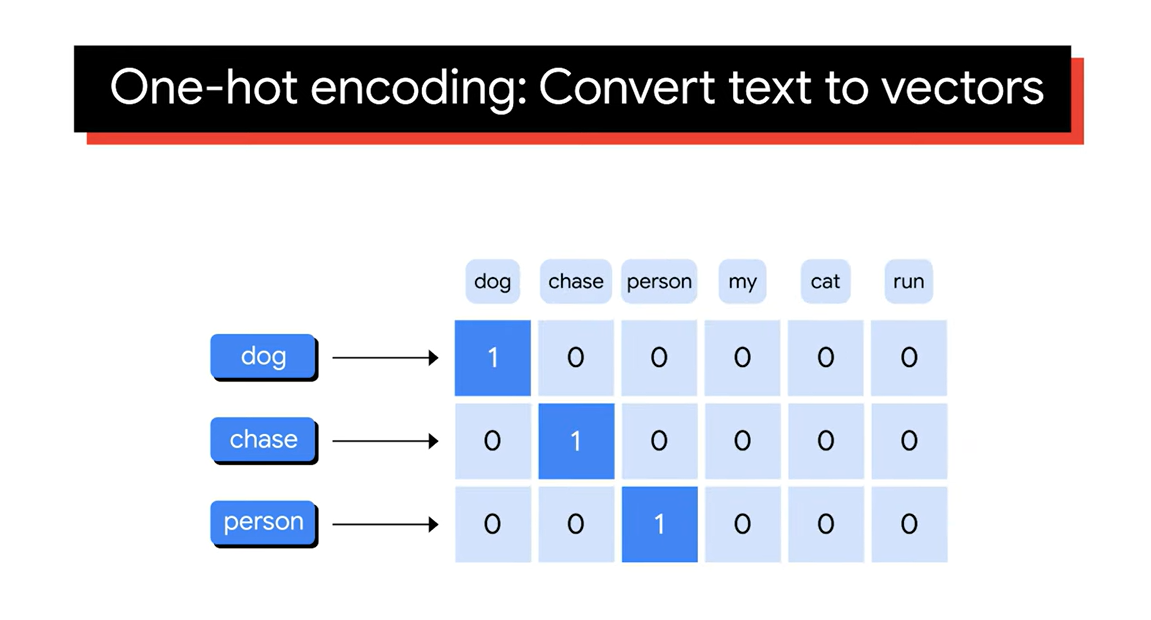 One-hot encoding: Convert text to vectors
dog chase person my cat run
dog 1 0 0 0 0 0
chase 0 1 0 0 0 0
person 0 0 1 0 0 0